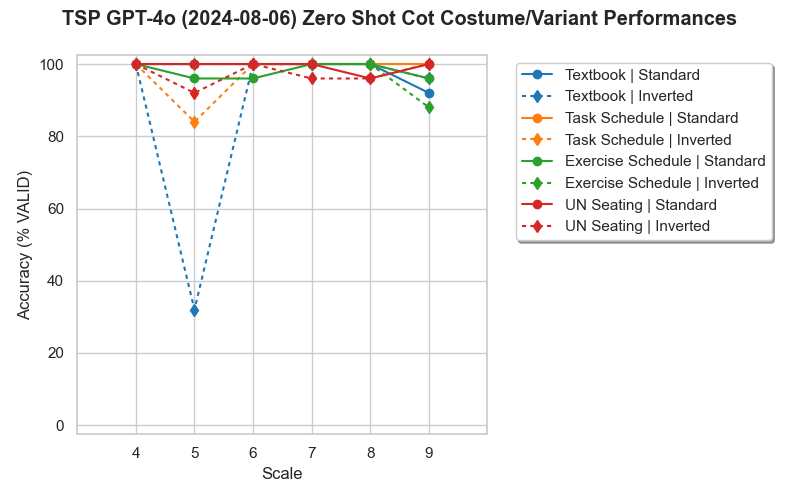 TSP GPT-4o (2024-08-06) Zero Shot Cot Costume/Variant Performances
Accuracy (% VALID)
100
80
60
40
20
0
4 5 6 7 8 9
Scale
Textbook | Standard
Textbook | Inverted
Task Schedule | Standard
Task Schedule | Inverted
Exercise Schedule | Standard
Exercise Schedule | Inverted
UN Seating | Standard
UN Seating | Inverted